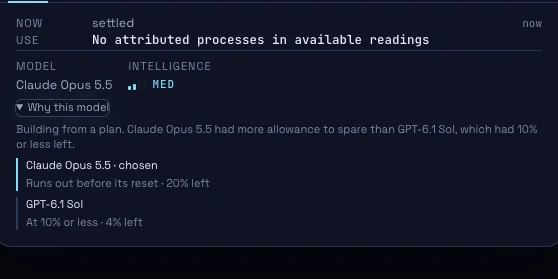 NOW settled now
USE No attributed processes in available readings
MODEL INTELLIGENCE
Claude Opus 5.5 MED
▼ Why this model
Building from a plan. Claude Opus 5.5 had more allowance to spare than GPT-6.1 Sol, which had 10%
or less left.
Claude Opus 5.5 · chosen
Runs out before its reset · 20% left
GPT-6.1 Sol
At 10% or less · 4% left